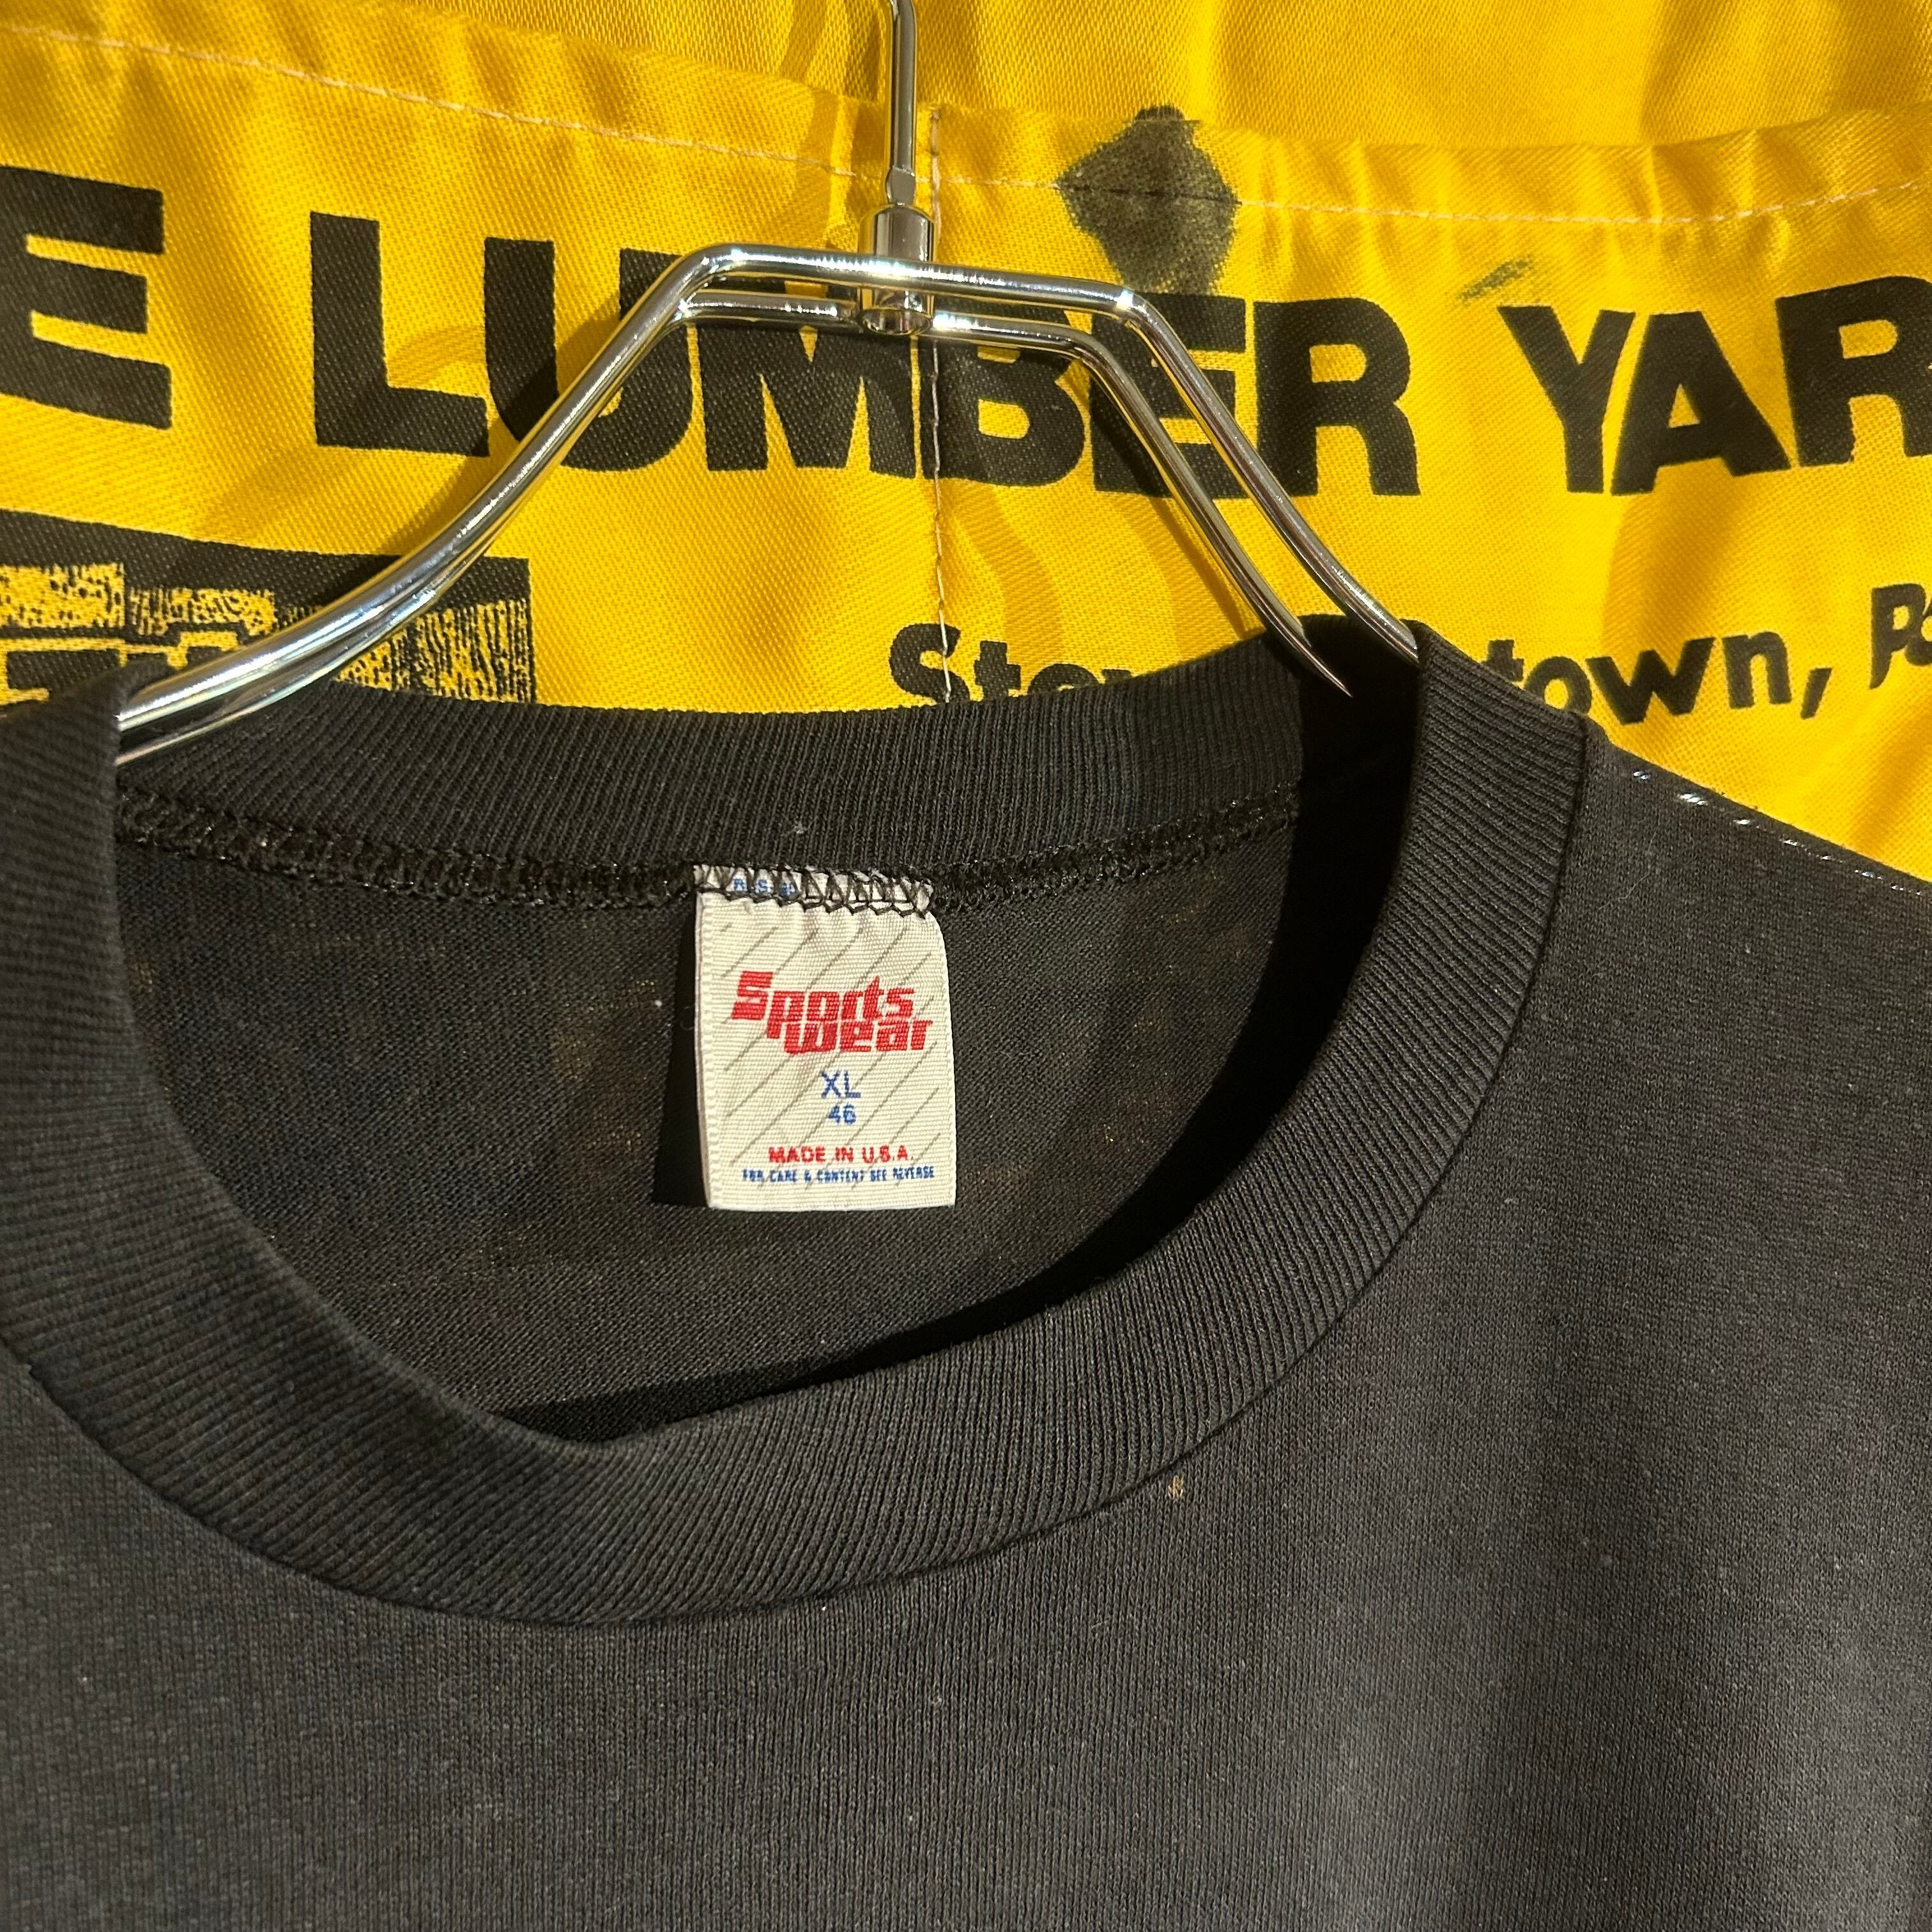 E LUMBER YAR
town,
Sports
wear
XL
46
MADE IN U.S.A.
FOR CARE & CONTENT SEE REVERSE